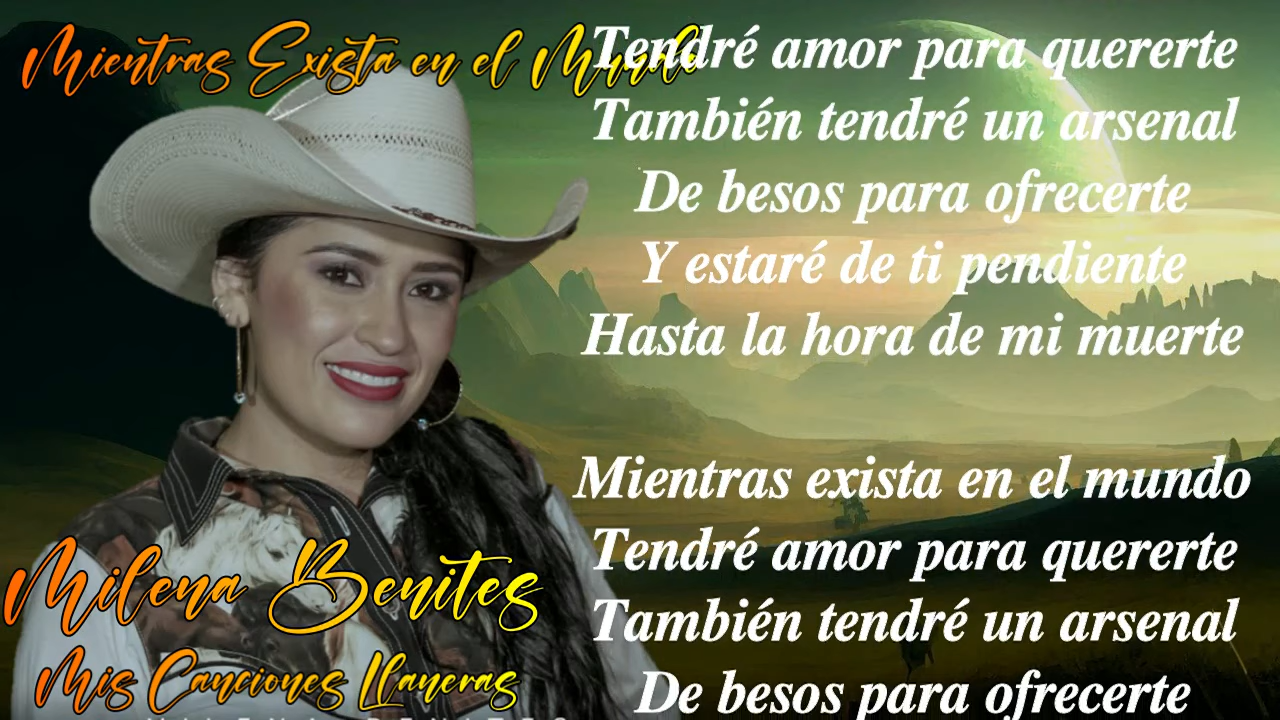 Mientras Exista en el Mundo
Tendré amor para quererte
También tendré un arsenal
De besos para ofrecerte
Y estaré de ti pendiente
Hasta la hora de mi muerte
Mientras exista en el mundo
Tendré amor para quererte
También tendré un arsenal
De besos para ofrecerte
Milena Benites
Mis Canciones Llaneras